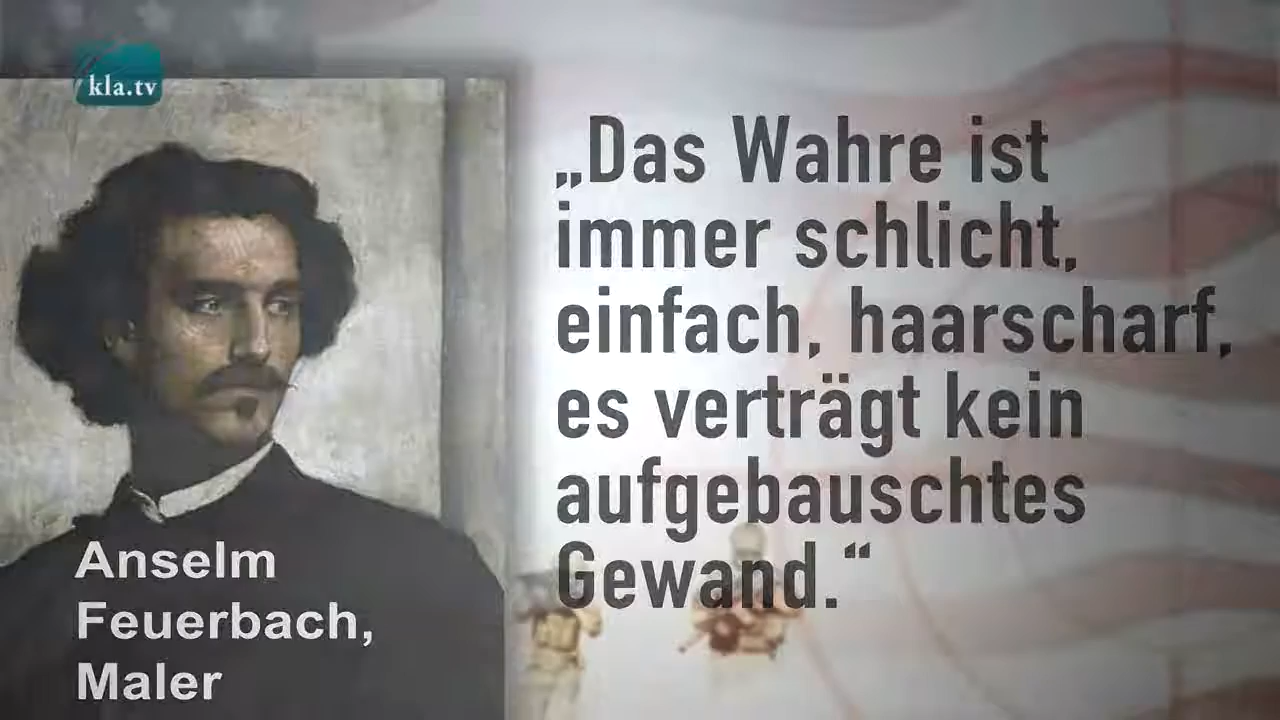 kla.tv
„Das Wahre ist
immer schlicht,
einfach, haarscharf,
es verträgt kein
aufgebauschtes
Gewand.“
Anselm
Feuerbach,
Maler